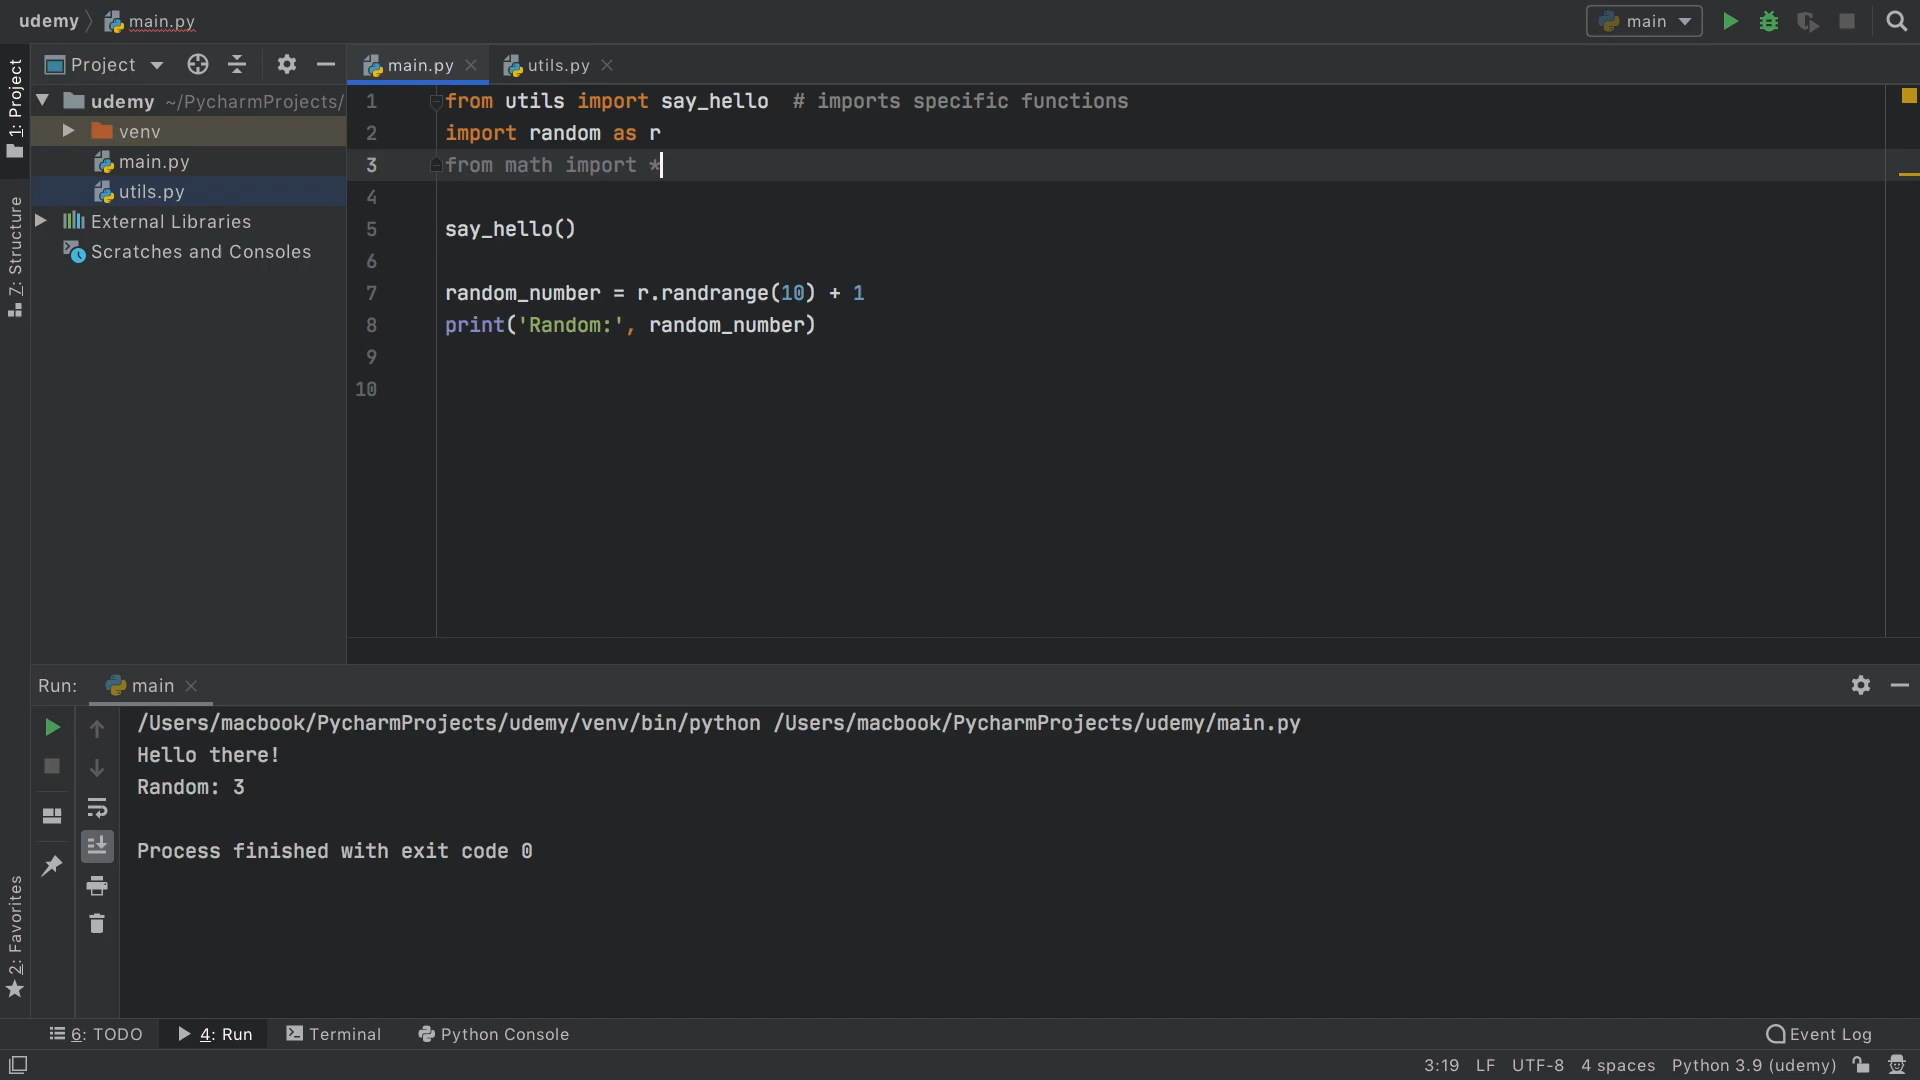 udemy main.py
main
Project
main.py
utils.py
1: Project
udemy ~/PycharmProjects/
venv
main.py
utils.py
External Libraries
Scratches and Consoles
7: Structure
1 from utils import say_hello # imports specific functions
2 import random as r
3 from math import *
4
5 say_hello()
6
7 random_number = r.randrange(10) + 1
8 print('Random:', random_number)
9
10
Run: main
/Users/macbook/PycharmProjects/udemy/venv/bin/python /Users/macbook/PycharmProjects/udemy/main.py
Hello there!
Random: 3
Process finished with exit code 0
2: Favorites
6: TODO
4: Run
Terminal
Python Console
Event Log
3:19 LF UTF-8 4 spaces Python 3.9 (udemy)